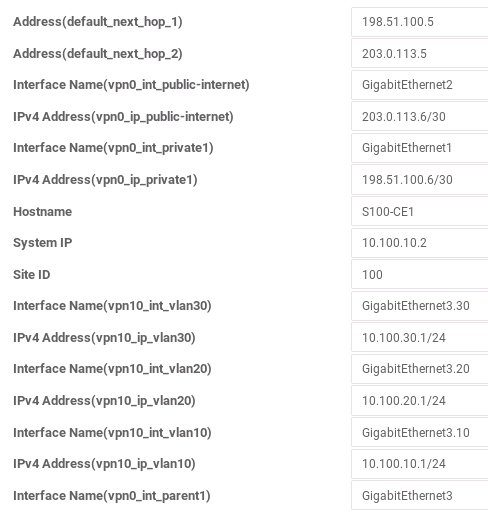 Address(default_next_hop_1) 198.51.100.5
Address(default_next_hop_2) 203.0.113.5
Interface Name(vpn0_int_public-internet) GigabitEthernet2
IPv4 Address(vpn0_ip_public-internet) 203.0.113.6/30
Interface Name(vpn0_int_private1) GigabitEthernet1
IPv4 Address(vpn0_ip_private1) 198.51.100.6/30
Hostname S100-CE1
System IP 10.100.10.2
Site ID 100
Interface Name(vpn10_int_vlan30) GigabitEthernet3.30
IPv4 Address(vpn10_ip_vlan30) 10.100.30.1/24
Interface Name(vpn10_int_vlan20) GigabitEthernet3.20
IPv4 Address(vpn10_ip_vlan20) 10.100.20.1/24
Interface Name(vpn10_int_vlan10) GigabitEthernet3.10
IPv4 Address(vpn10_ip_vlan10) 10.100.10.1/24
Interface Name(vpn0_int_parent1) GigabitEthernet3